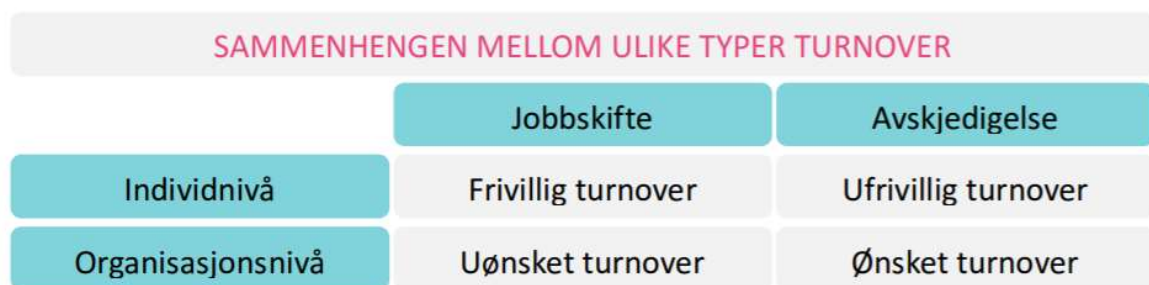 SAMMENHENGEN MELLOM ULIKE TYPER TURNOVER
Jobbskifte Avskjedigelse
Individnivå Frivillig turnover Ufrivillig turnover
Organisasjonsnivå Uønsket turnover Ønsket turnover